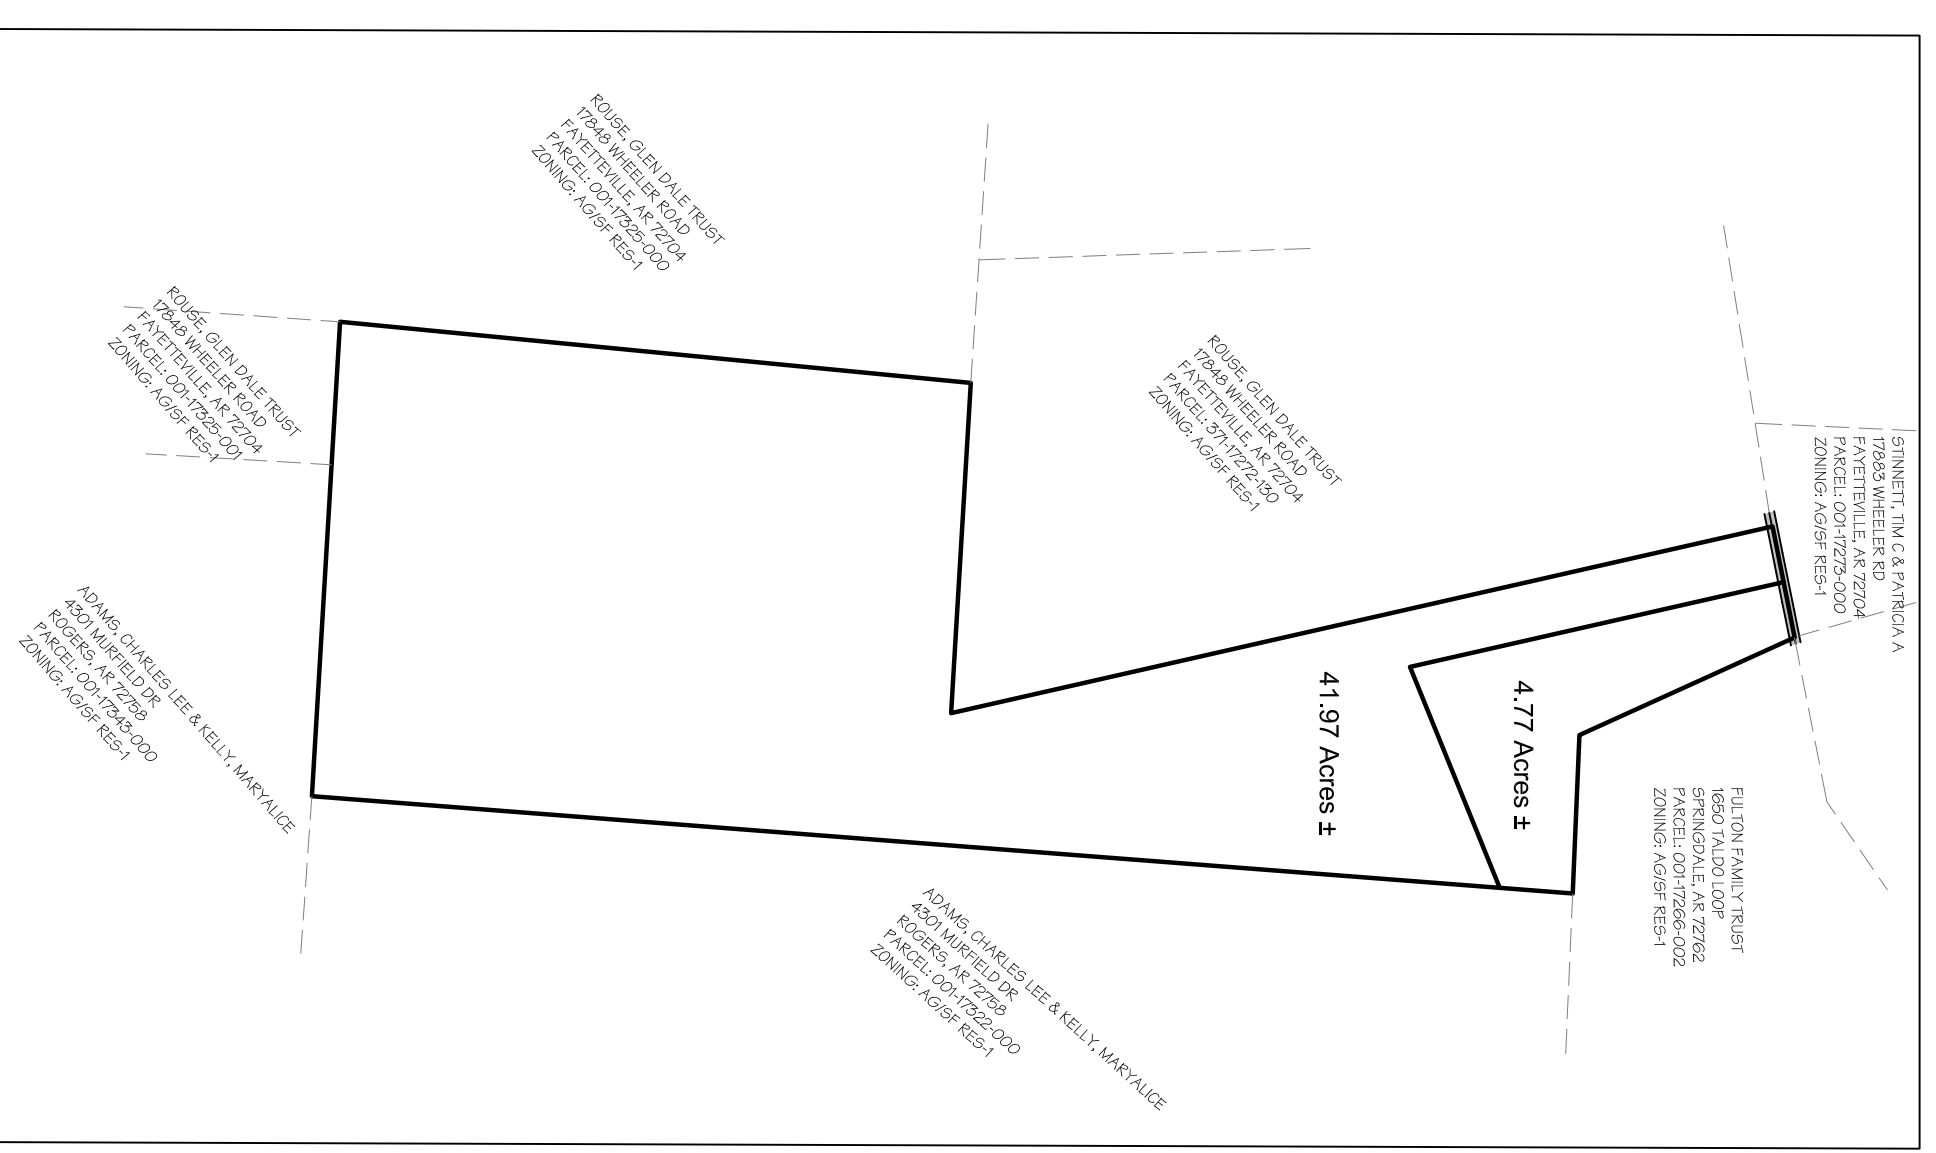 STINNETT, TIM C & PATRICIA A
17883 WHEELER RD
FAYETTEVILLE, AR 72704
PARCEL: 001-17273-000
ZONING: AG/SF RES-1
FULTON FAMILY TRUST
1650 TALDO LOOP
SPRINGDALE, AR 72762
PARCEL: 001-17266-002
ZONING: AG/SF RES-1
4.77 Acres ±
41.97 Acres ±
ROUSE, GLEN DALE TRUST
17848 WHEELER ROAD
FAYETTEVILLE, AR 72704
PARCEL: 371-17272-130
ZONING: AG/SF RES-1
ADAMS, CHARLES LEE & KELLY, MARYALICE
4301 MURFIELD DR
ROGERS, AR 72758
PARCEL: 001-17322-000
ZONING: AG/SF RES-1
ROUSE, GLEN DALE TRUST
17848 WHEELER ROAD
FAYETTEVILLE, AR 72704
PARCEL: 001-17325-000
ZONING: AG/SF RES-1
ROUSE, GLEN DALE TRUST
17848 WHEELER ROAD
FAYETTEVILLE, AR 72704
PARCEL: 001-17325-001
ZONING: AG/SF RES-1
ADAMS, CHARLES LEE & KELLY, MARYALICE
4301 MURFIELD DR
ROGERS, AR 72758
PARCEL: 001-17343-000
ZONING: AG/SF RES-1